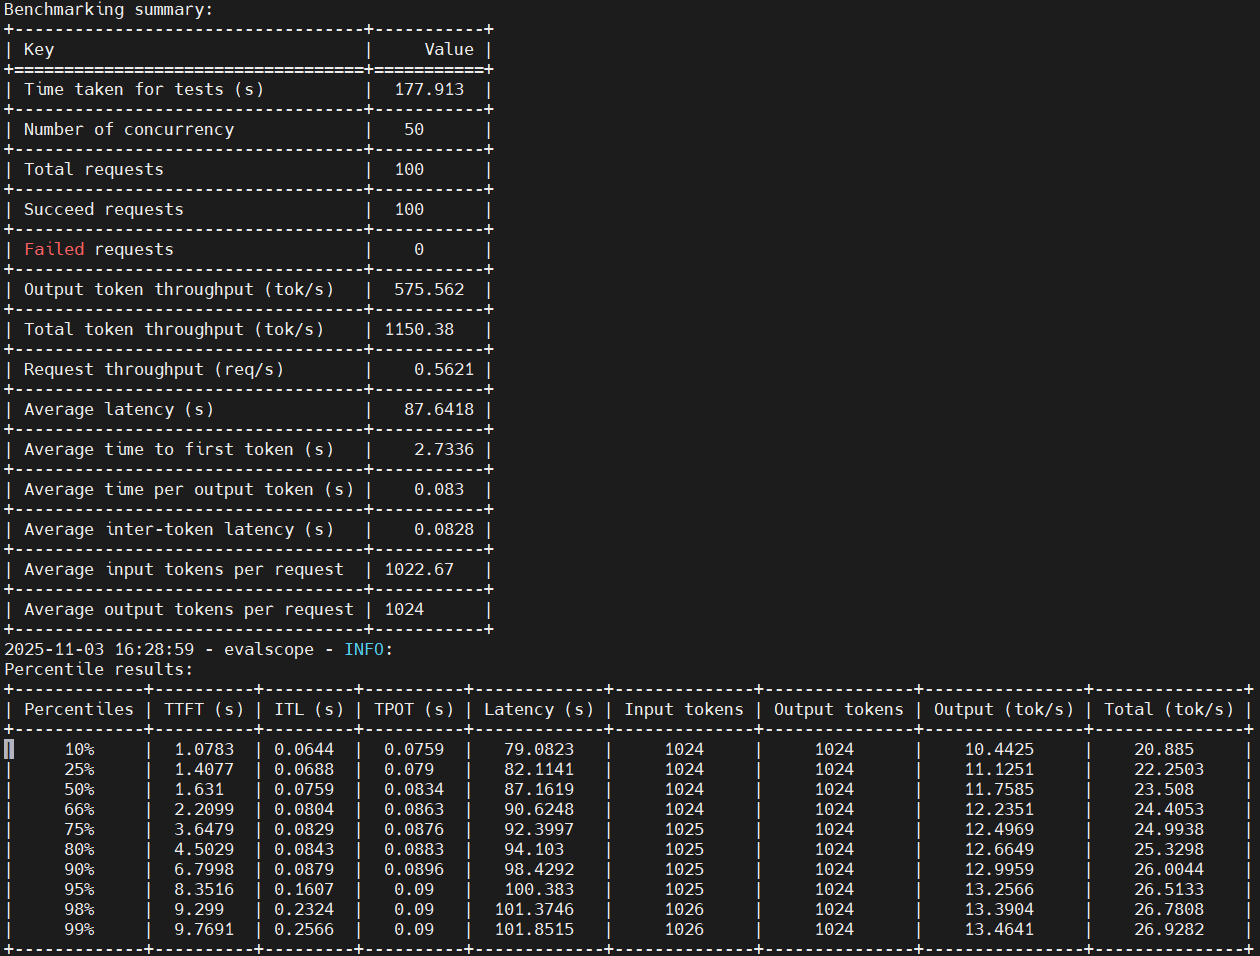 Benchmarking summary:
+-----------------------------------+-----------+
| Key                               |     Value |
+===================================+===========+
| Time taken for tests (s)          |  177.913  |
+-----------------------------------+-----------+
| Number of concurrency             |   50      |
+-----------------------------------+-----------+
| Total requests                    |  100      |
+-----------------------------------+-----------+
| Succeed requests                  |  100      |
+-----------------------------------+-----------+
| Failed requests                   |    0      |
+-----------------------------------+-----------+
| Output token throughput (tok/s)   |  575.562  |
+-----------------------------------+-----------+
| Total token throughput (tok/s)    | 1150.38   |
+-----------------------------------+-----------+
| Request throughput (req/s)        |    0.5621 |
+-----------------------------------+-----------+
| Average latency (s)               |   87.6418 |
+-----------------------------------+-----------+
| Average time to first token (s)   |    2.7336 |
+-----------------------------------+-----------+
| Average time per output token (s) |    0.083  |
+-----------------------------------+-----------+
| Average inter-token latency (s)   |    0.0828 |
+-----------------------------------+-----------+
| Average input tokens per request  | 1022.67   |
+-----------------------------------+-----------+
| Average output tokens per request | 1024      |
+-----------------------------------+-----------+
2025-11-03 16:28:59 - evalscope - INFO:
Percentile results:
+-------------+----------+---------+----------+-------------+--------------+---------------+----------------+---------------+
| Percentiles | TTFT (s) | ITL (s) | TPOT (s) | Latency (s) | Input tokens | Output tokens | Output (tok/s) | Total (tok/s) |
+-------------+----------+---------+----------+-------------+--------------+---------------+----------------+---------------+
|     10%     |  1.0783  | 0.0644  |  0.0759  |   79.0823   |     1024     |     1024      |    10.4425     |    20.885     |
|     25%     |  1.4077  | 0.0688  |  0.079   |   82.1141   |     1024     |     1024      |    11.1251     |    22.2503    |
|     50%     |  1.631   | 0.0759  |  0.0834  |   87.1619   |     1024     |     1024      |    11.7585     |    23.508     |
|     66%     |  2.2099  | 0.0804  |  0.0863  |   90.6248   |     1024     |     1024      |    12.2351     |    24.4053    |
|     75%     |  3.6479  | 0.0829  |  0.0876  |   92.3997   |     1025     |     1024      |    12.4969     |    24.9938    |
|     80%     |  4.5029  | 0.0843  |  0.0883  |   94.103    |     1025     |     1024      |    12.6649     |    25.3298    |
|     90%     |  6.7998  | 0.0879  |  0.0896  |   98.4292   |     1025     |     1024      |    12.9959     |    26.0044    |
|     95%     |  8.3516  | 0.1607  |   0.09   |   100.383   |     1025     |     1024      |    13.2566     |    26.5133    |
|     98%     |  9.299   | 0.2324  |   0.09   |  101.3746   |     1026     |     1024      |    13.3904     |    26.7808    |
|     99%     |  9.7691  | 0.2566  |   0.09   |  101.8515   |     1026     |     1024      |    13.4641     |    26.9282    |
+-------------+----------+---------+----------+-------------+--------------+---------------+----------------+---------------+